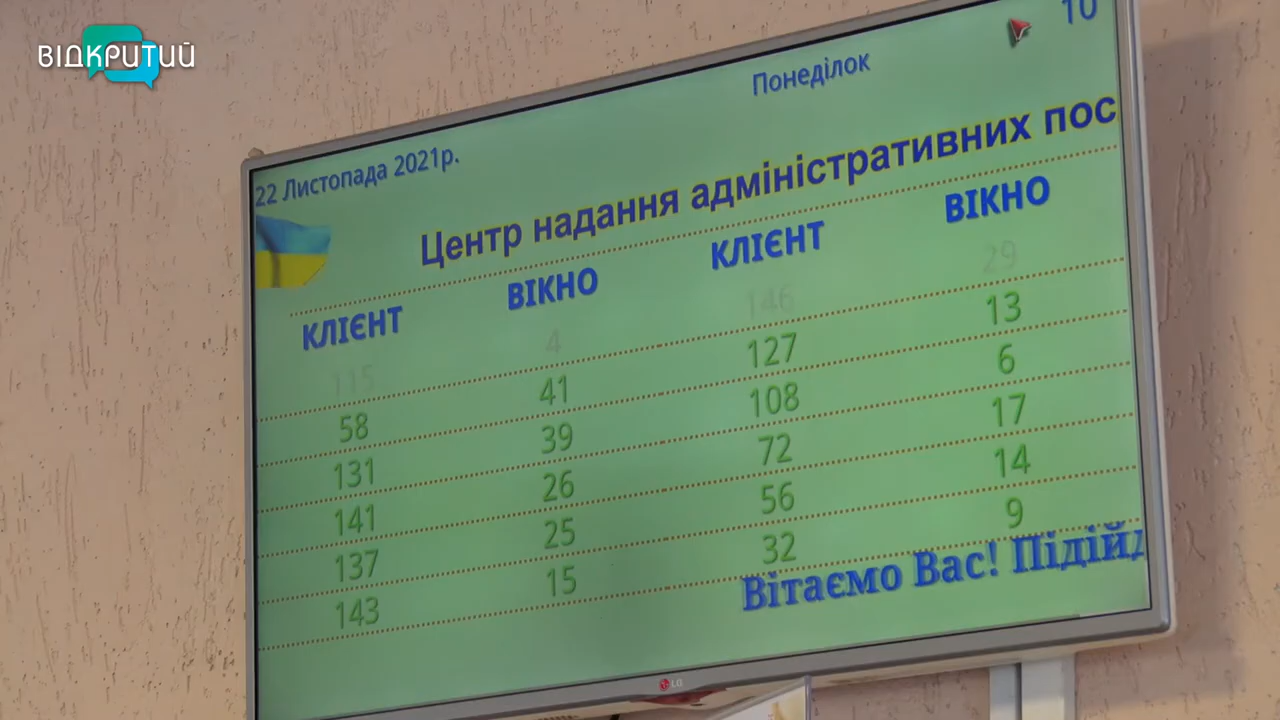 ВІДКРИТИЙ
10
Понеділок
22 Листопада 2021р.
Центр надання адміністративних пос
КЛІЄНТ ВІКНО КЛІЄНТ ВІКНО
115 4 146 29
58 41 127 13
131 39 108 6
141 26 72 17
137 25 56 14
143 15 32 9
Вітаємо Вас! Підійд
LG